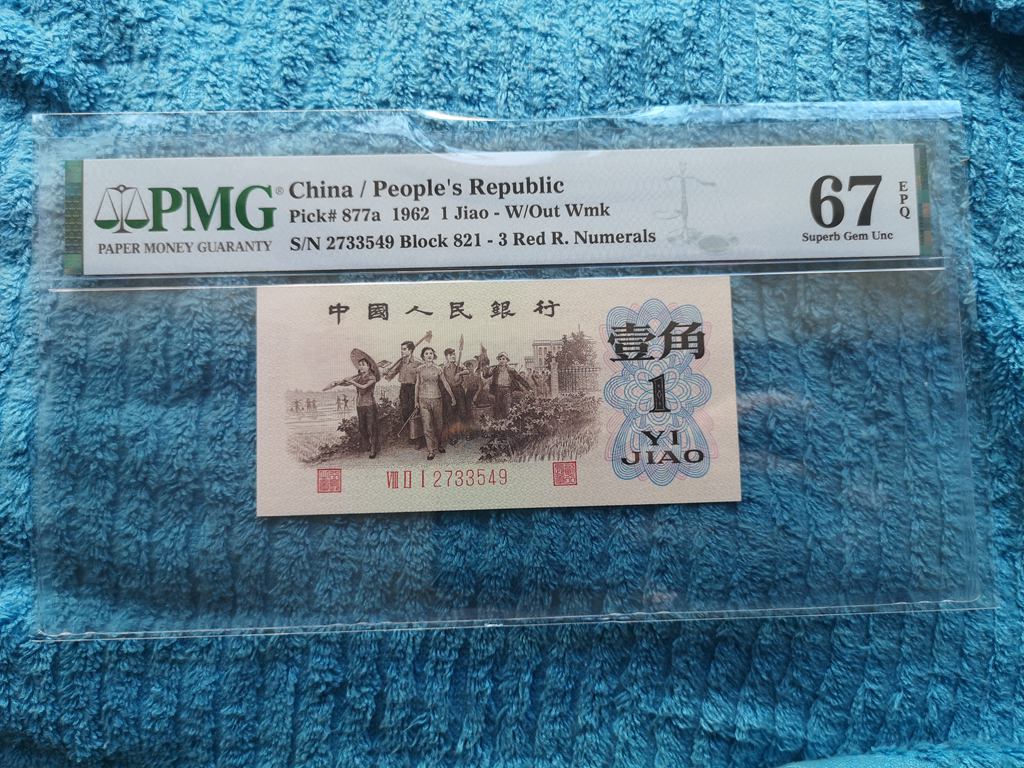 PMG®
PAPER MONEY GUARANTY
China / People's Republic
Pick# 877a 1962 1 Jiao - W/Out Wmk
S/N 2733549 Block 821 - 3 Red R. Numerals
67
EPQ
Superb Gem Unc
中國人民銀行
壹角
1
YI
JIAO
VIII II I 2733549